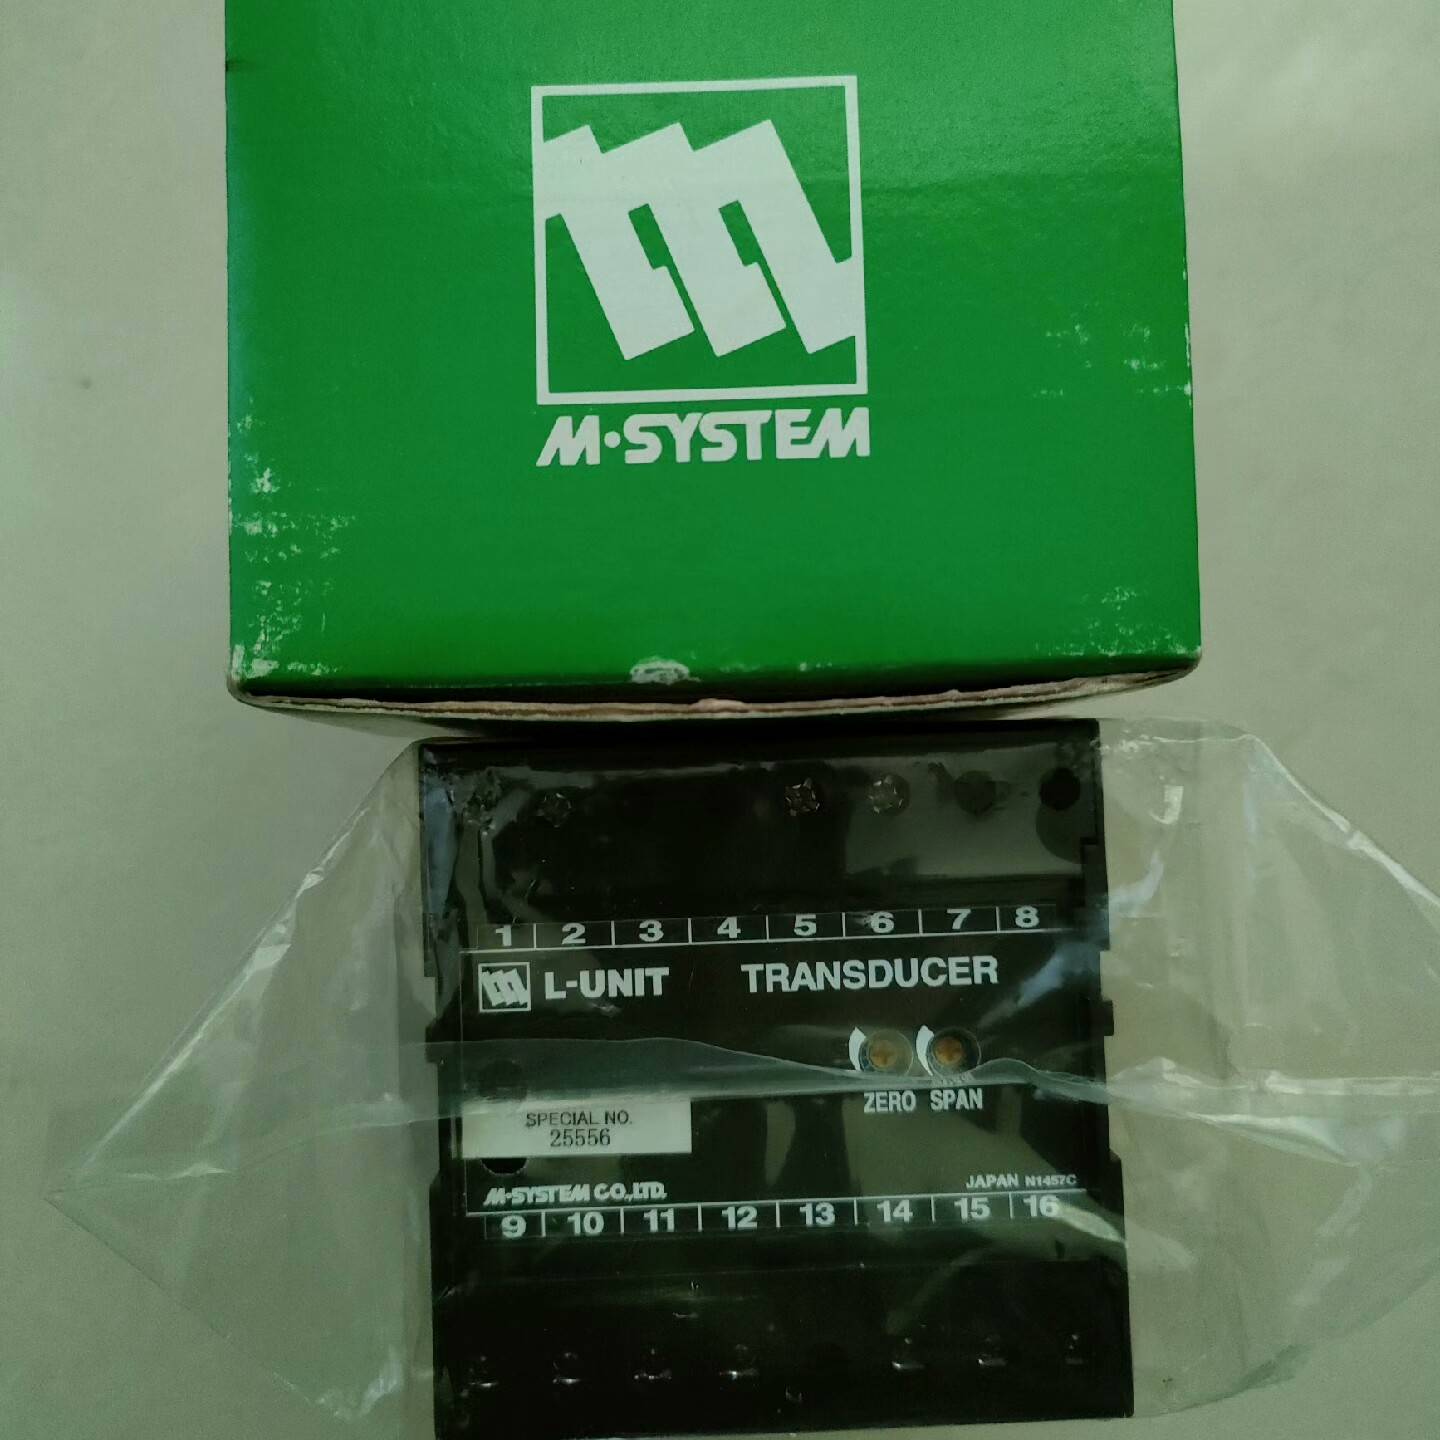 M•SYSTEM
1 2 3 4 5 6 7 8
L-UNIT TRANSDUCER
ZERO SPAN
SPECIAL NO.
25556
M•SYSTEM CO.,LTD. JAPAN N1457C
9 10 11 12 13 14 15 16